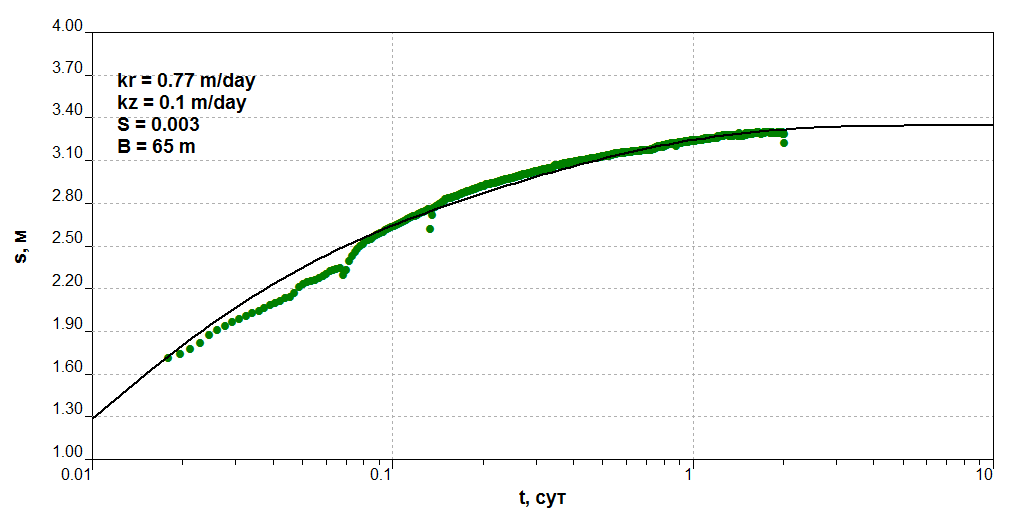 4.00
3.70
3.40
3.10
2.80
2.50
2.20
1.90
1.60
1.30
1.00
s, м
kr = 0.77 m/day
kz = 0.1 m/day
S = 0.003
B = 65 m
0.01 0.1 1 10
t, сут